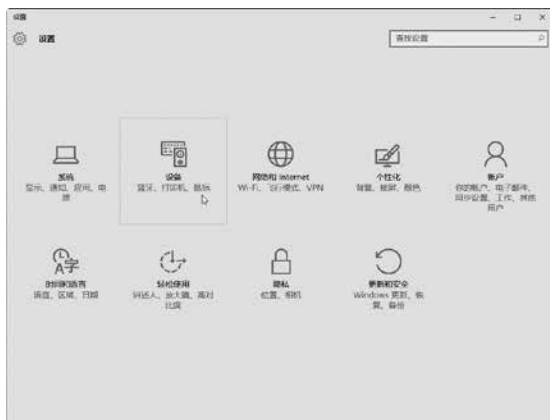 设置
设置
查找设置
系统
显示、通知、应用、电
源
设备
蓝牙、打印机、鼠标
网络和 Internet
Wi-Fi、飞行模式、VPN
个性化
背景、锁屏、颜色
帐户
你的帐户、电子邮件、
同步设置、工作、其他
用户
时间和语言
语音、区域、日期
轻松使用
讲述人、放大镜、高对
比度
隐私
位置、相机
更新和安全
Windows 更新、恢
复、备份